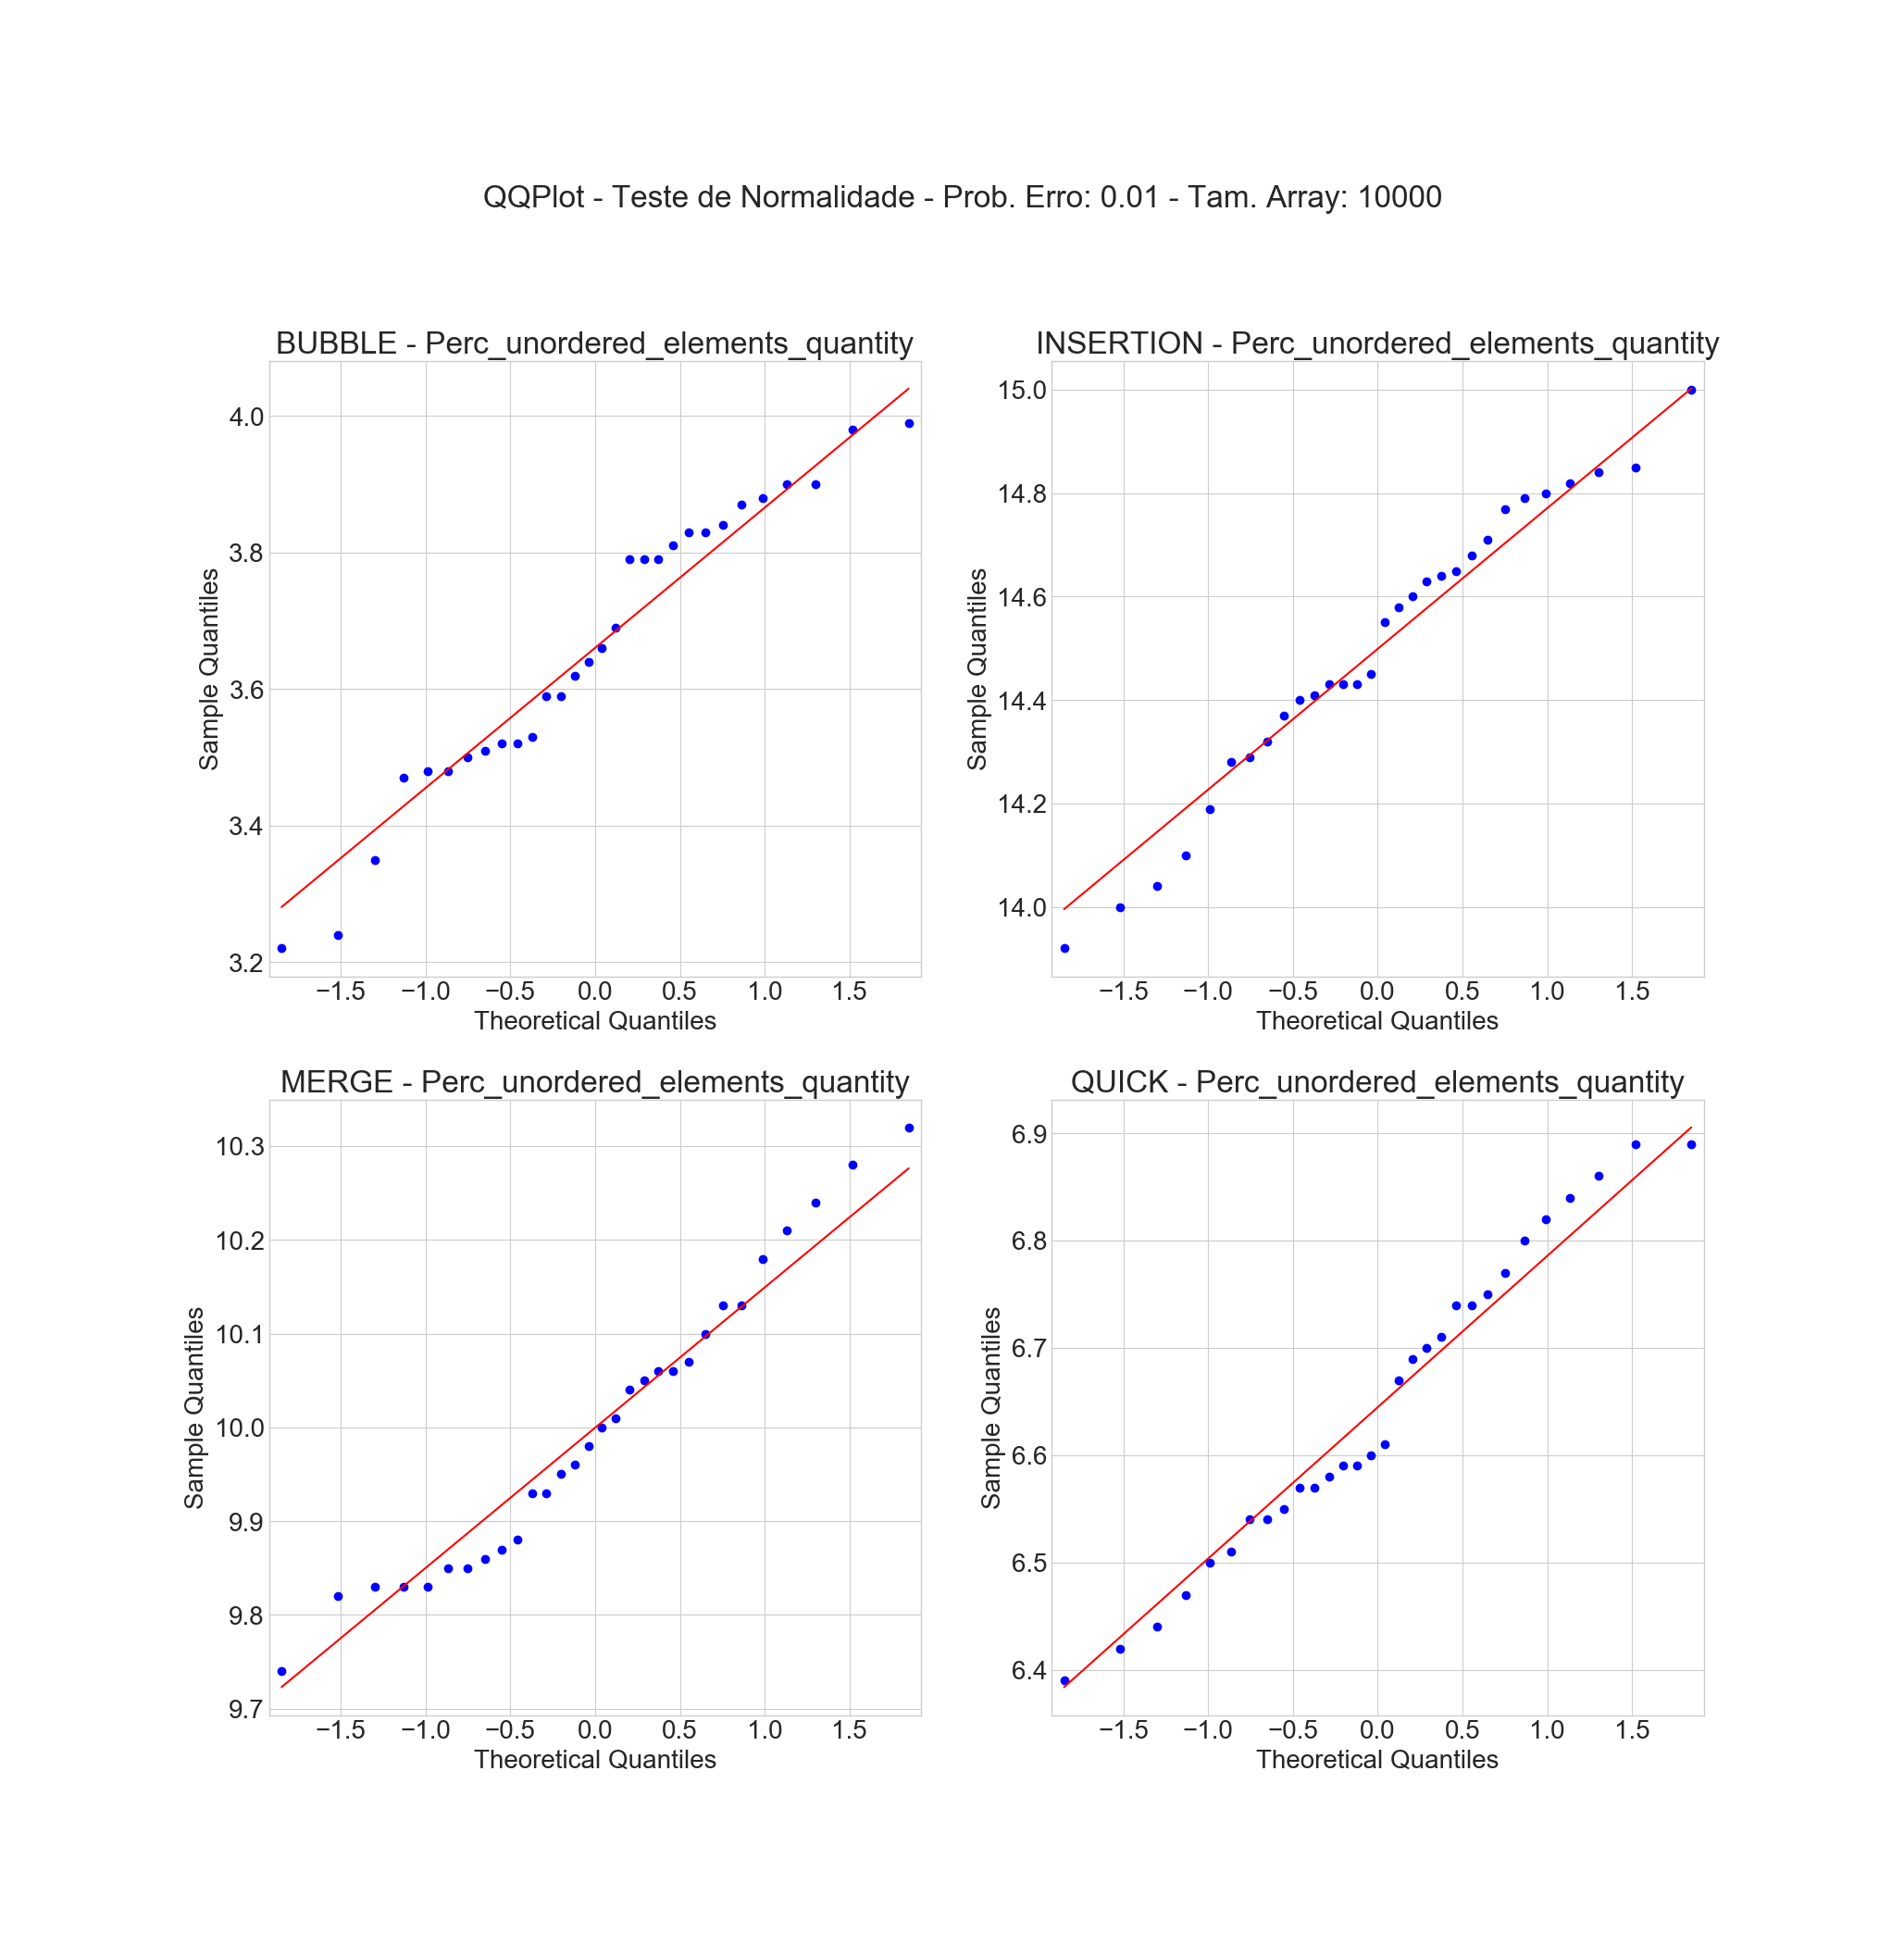 QQPlot - Teste de Normalidade - Prob. Erro: 0.01 - Tam. Array: 10000
BUBBLE - Perc_unordered_elements_quantity
4.0
3.8
3.6
3.4
3.2
Sample Quantiles
−1.5 −1.0 −0.5 0.0 0.5 1.0 1.5
Theoretical Quantiles
INSERTION - Perc_unordered_elements_quantity
15.0
14.8
14.6
14.4
14.2
14.0
Sample Quantiles
−1.5 −1.0 −0.5 0.0 0.5 1.0 1.5
Theoretical Quantiles
MERGE - Perc_unordered_elements_quantity
10.3
10.2
10.1
10.0
9.9
9.8
9.7
Sample Quantiles
−1.5 −1.0 −0.5 0.0 0.5 1.0 1.5
Theoretical Quantiles
QUICK - Perc_unordered_elements_quantity
6.9
6.8
6.7
6.6
6.5
6.4
Sample Quantiles
−1.5 −1.0 −0.5 0.0 0.5 1.0 1.5
Theoretical Quantiles